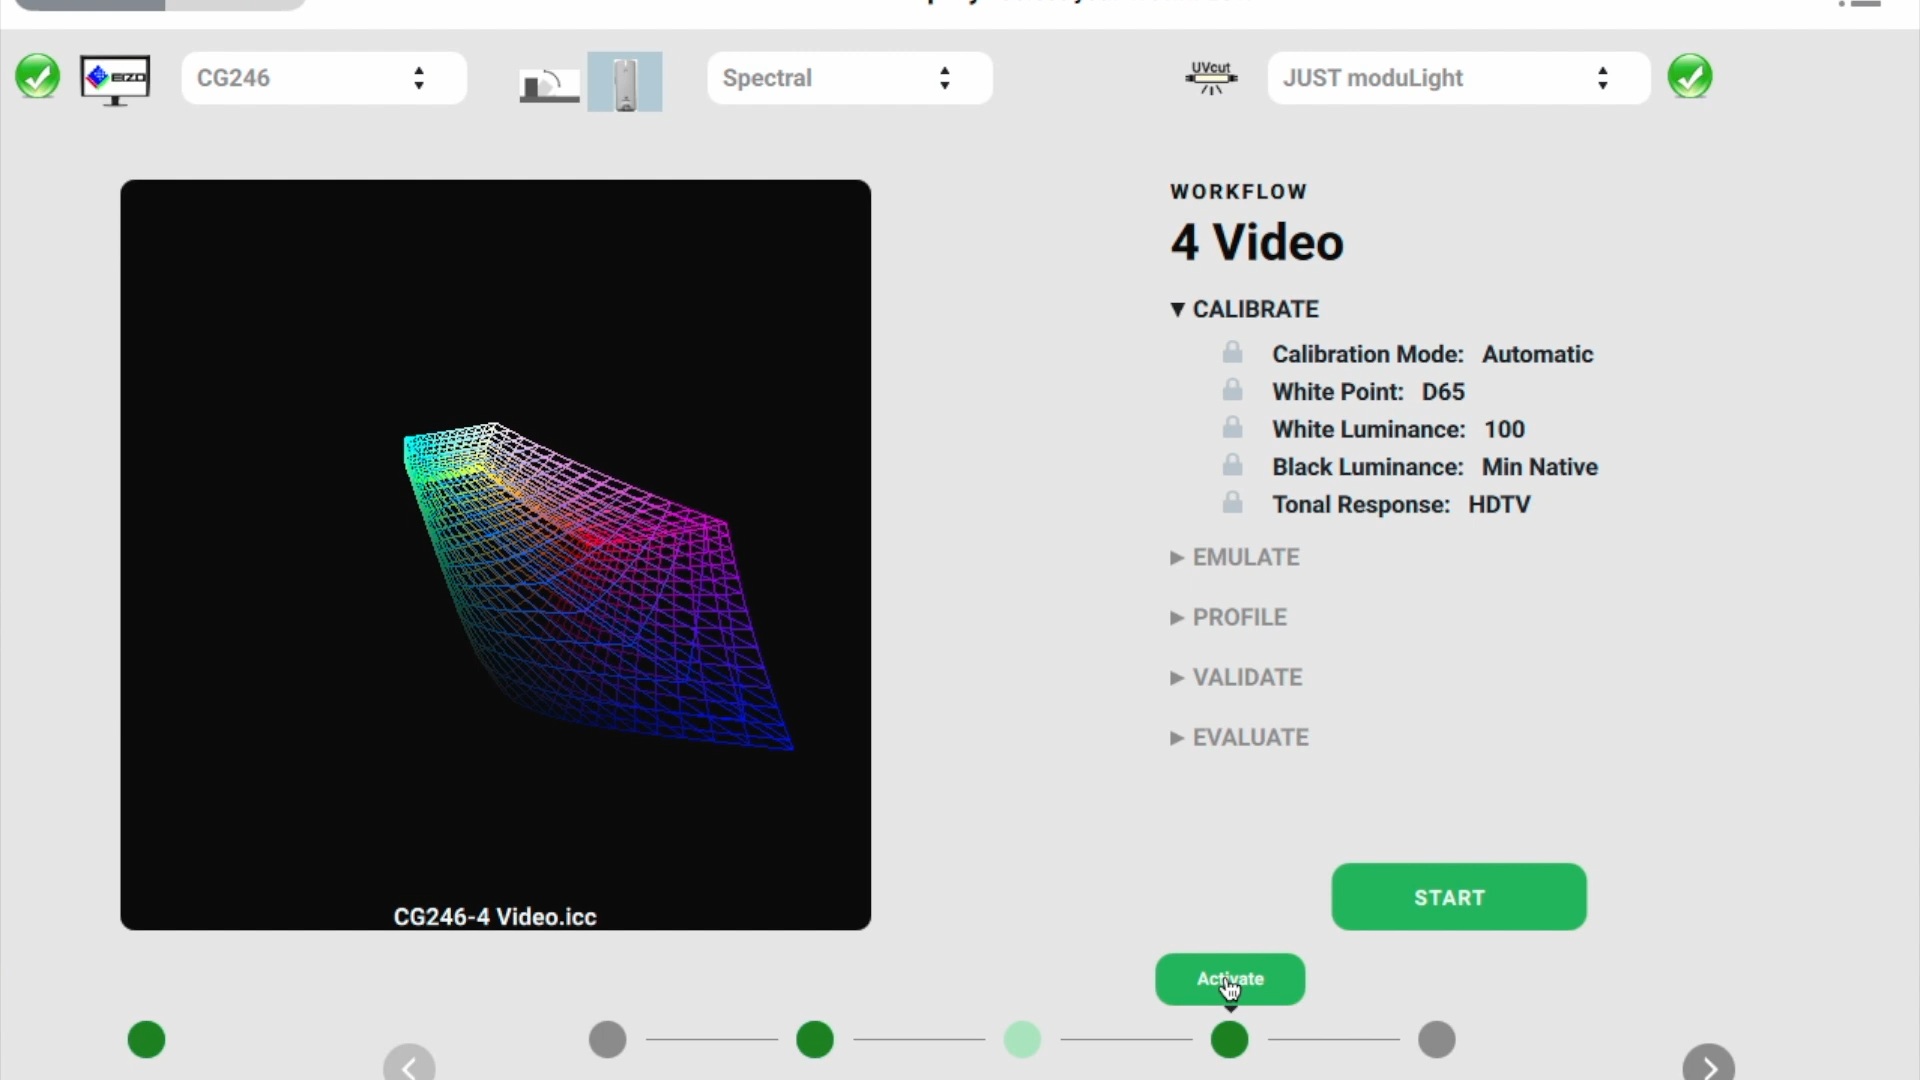 EIZO
CG246
Spectral
UVcut
JUST moduLight
WORKFLOW
4 Video
▼ CALIBRATE
Calibration Mode: Automatic
White Point: D65
White Luminance: 100
Black Luminance: Min Native
Tonal Response: HDTV
▶ EMULATE
▶ PROFILE
▶ VALIDATE
▶ EVALUATE
CG246-4 Video.icc
START
Activate